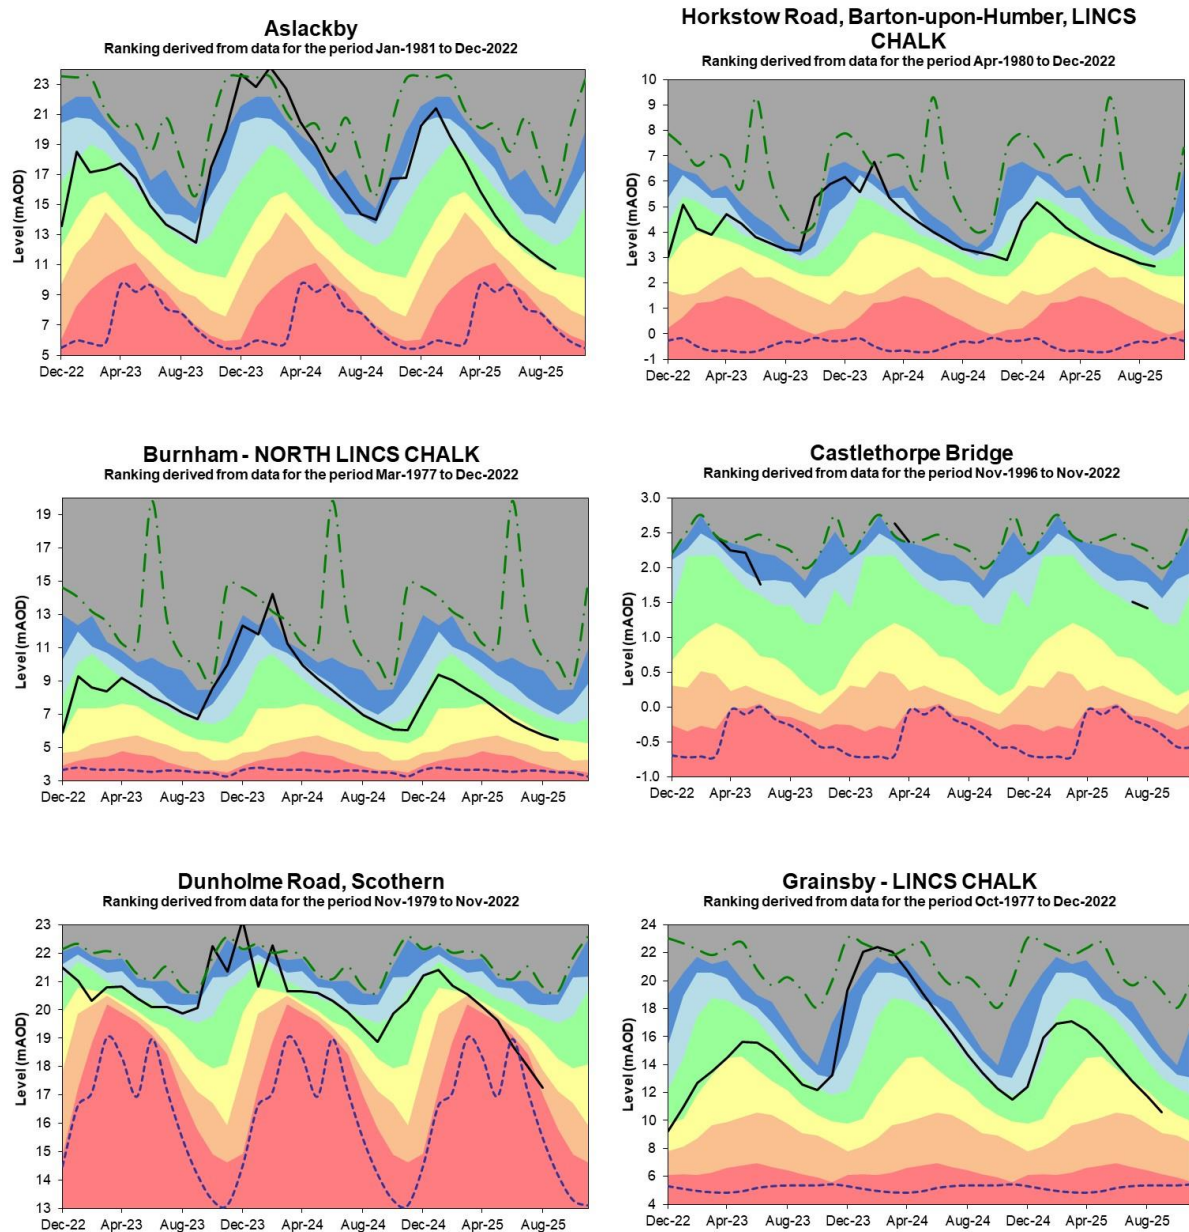 Aslackby
Ranking derived from data for the period Jan-1981 to Dec-2022
Level (mAOD)
23
21
19
17
15
13
11
9
7
5
Dec-22 Apr-23 Aug-23 Dec-23 Apr-24 Aug-24 Dec-24 Apr-25 Aug-25
Horkstow Road, Barton-upon-Humber, LINCS
CHALK
Ranking derived from data for the period Apr-1980 to Dec-2022
Level (mAOD)
10
9
8
7
6
5
4
3
2
1
0
-1
Dec-22 Apr-23 Aug-23 Dec-23 Apr-24 Aug-24 Dec-24 Apr-25 Aug-25
Burnham - NORTH LINCS CHALK
Ranking derived from data for the period Mar-1977 to Dec-2022
Level (mAOD)
19
17
15
13
11
9
7
5
3
Dec-22 Apr-23 Aug-23 Dec-23 Apr-24 Aug-24 Dec-24 Apr-25 Aug-25
Castlethorpe Bridge
Ranking derived from data for the period Nov-1996 to Nov-2022
Level (mAOD)
3.0
2.5
2.0
1.5
1.0
0.5
0.0
-0.5
-1.0
Dec-22 Apr-23 Aug-23 Dec-23 Apr-24 Aug-24 Dec-24 Apr-25 Aug-25
Dunholme Road, Scothern
Ranking derived from data for the period Nov-1979 to Nov-2022
Level (mAOD)
23
22
21
20
19
18
17
16
15
14
13
Dec-22 Apr-23 Aug-23 Dec-23 Apr-24 Aug-24 Dec-24 Apr-25 Aug-25
Grainsby - LINCS CHALK
Ranking derived from data for the period Oct-1977 to Dec-2022
Level (mAOD)
24
22
20
18
16
14
12
10
8
6
4
Dec-22 Apr-23 Aug-23 Dec-23 Apr-24 Aug-24 Dec-24 Apr-25 Aug-25